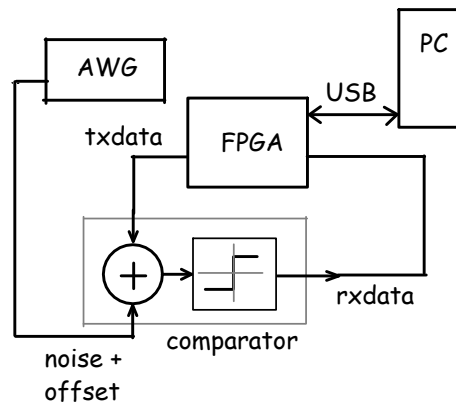 AWG
PC
USB
txdata
FPGA
+
rxdata
comparator
noise +
offset